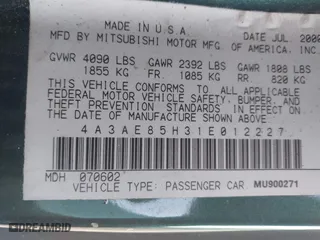 MADE IN U.S.A. DATE JUL. 2000
MFD BY MITSUBISHI MOTOR MFG. OF AMERICA, INC.
GVWR 4090 LBS GAWR 2392 LBS GAWR 1808 LBS
1855 KG FR. 1085 KG RR 820 KG
THIS VEHICLE CONFORMS TO ALL APPLICABLE
FEDERAL MOTOR VEHICLE SAFETY, BUMPER, AND
THEFT PREVENTION STANDARDS IN EFFECT ON THE
DATE OF MANUFACTURE SHOWN ABOVE.
4A3AE85H31E012227
MDH 070602
VEHICLE TYPE: PASSENGER CAR MU900271
DREAMBID